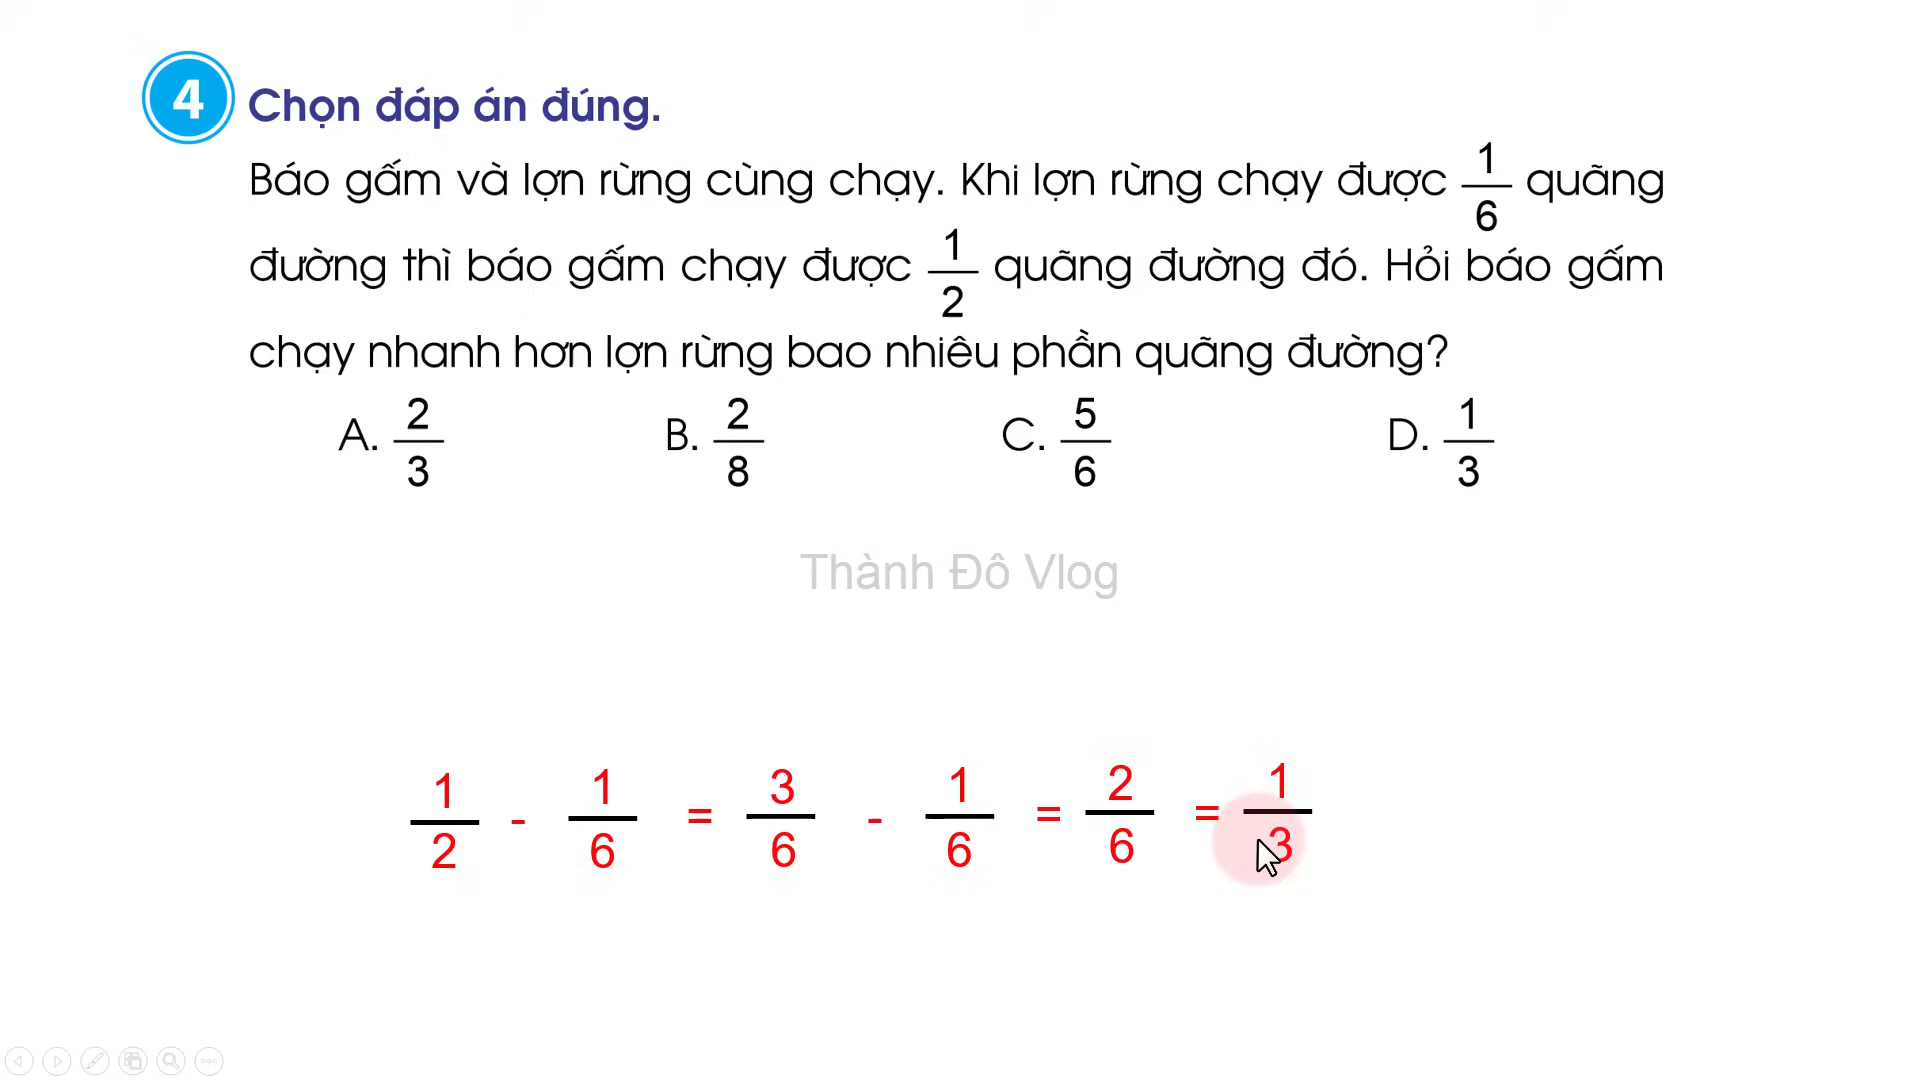 4 Chọn đáp án đúng.
Báo gấm và lợn rừng cùng chạy. Khi lợn rừng chạy được 1/6 quãng
đường thì báo gấm chạy được 1/2 quãng đường đó. Hỏi báo gấm
chạy nhanh hơn lợn rừng bao nhiêu phần quãng đường?
A. 2/3 B. 2/8 C. 5/6 D. 1/3
Thành Đô Vlog
1/2 - 1/6 = 3/6 - 1/6 = 2/6 = 1/3